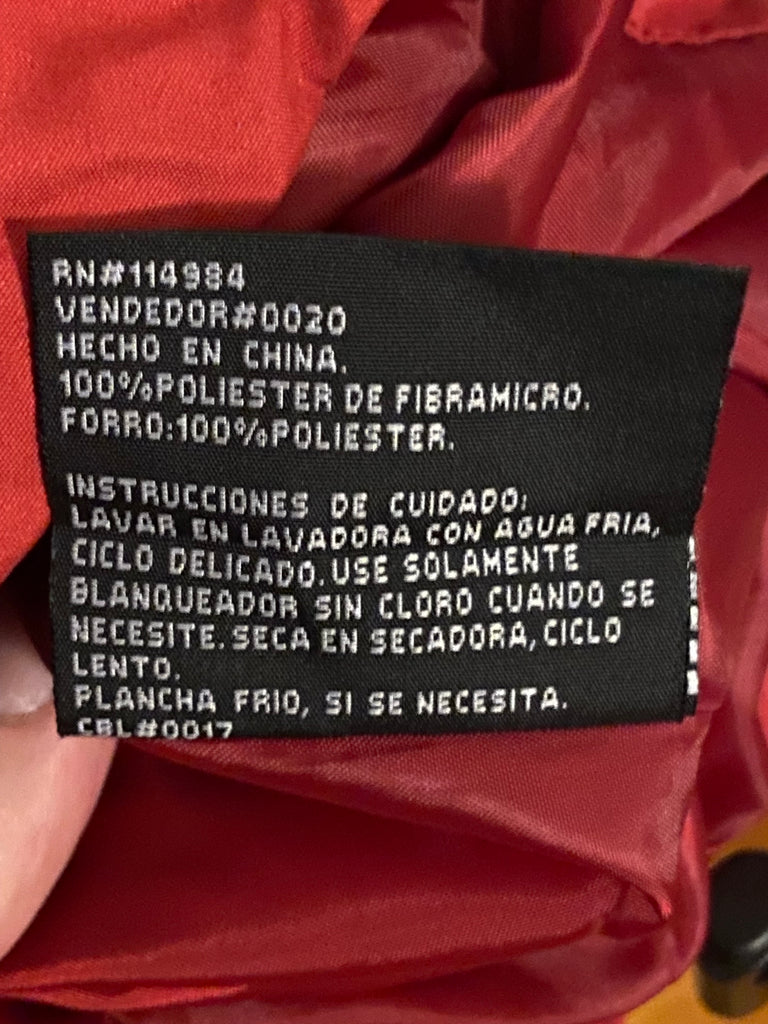 RN#114984
VENDEDOR#0020
HECHO EN CHINA.
100%POLIESTER DE FIBRAMICRO.
FORRO:100%POLIESTER.
INSTRUCCIONES DE CUIDADO:
LAVAR EN LAVADORA CON AGUA FRIA,
CICLO DELICADO.USE SOLAMENTE
BLANQUEADOR SIN CLORO CUANDO SE
NECESITE.SECA EN SECADORA,CICLO
LENTO.
PLANCHA FRIO, SI SE NECESITA.
CBL#0017